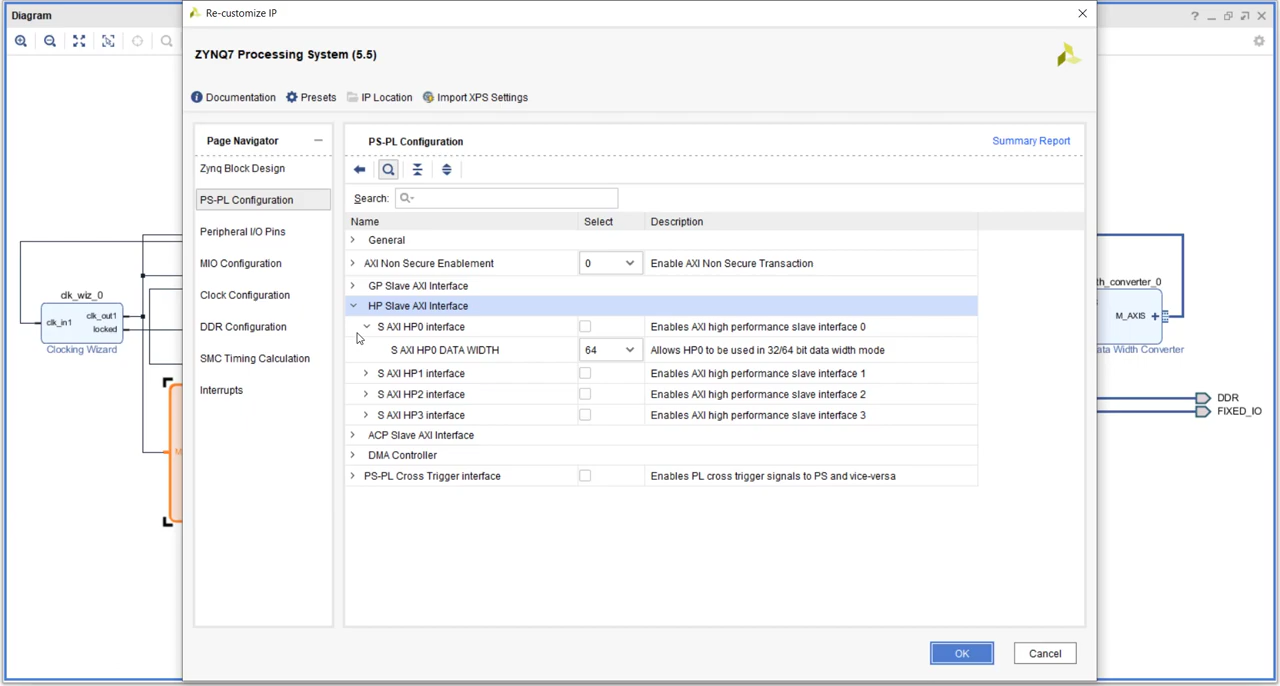 Diagram
Re-customize IP
?
ZYNQ7 Processing System (5.5)
Documentation Presets IP Location Import XPS Settings
Page Navigator
Zynq Block Design
PS-PL Configuration
Peripheral I/O Pins
MIO Configuration
Clock Configuration
DDR Configuration
SMC Timing Calculation
Interrupts
PS-PL Configuration
Summary Report
Search:
Name Select Description
General
AXI Non Secure Enablement 0 Enable AXI Non Secure Transaction
GP Slave AXI Interface
HP Slave AXI Interface
S AXI HP0 interface Enables AXI high performance slave interface 0
S AXI HP0 DATA WIDTH 64 Allows HP0 to be used in 32/64 bit data width mode
S AXI HP1 interface Enables AXI high performance slave interface 1
S AXI HP2 interface Enables AXI high performance slave interface 2
S AXI HP3 interface Enables AXI high performance slave interface 3
ACP Slave AXI Interface
DMA Controller
PS-PL Cross Trigger interface Enables PL cross trigger signals to PS and vice-versa
OK Cancel
clk_wiz_0
clk_in1 clk_out1
locked
Clocking Wizard
M
th_converter_0
M_AXIS
ata Width Converter
DDR
FIXED_IO